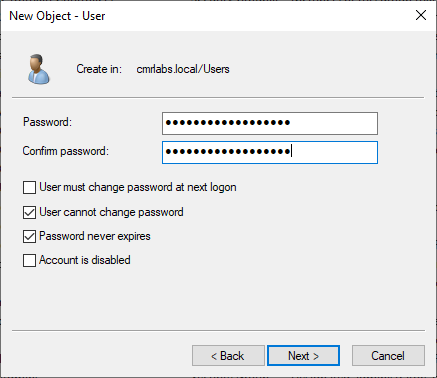 New Object - User
Create in: cmrlabs.local/Users
Password: ●●●●●●●●●●●●●●●●●●
Confirm password: ●●●●●●●●●●●●●●●●●●
User must change password at next logon
User cannot change password
Password never expires
Account is disabled
< Back Next > Cancel